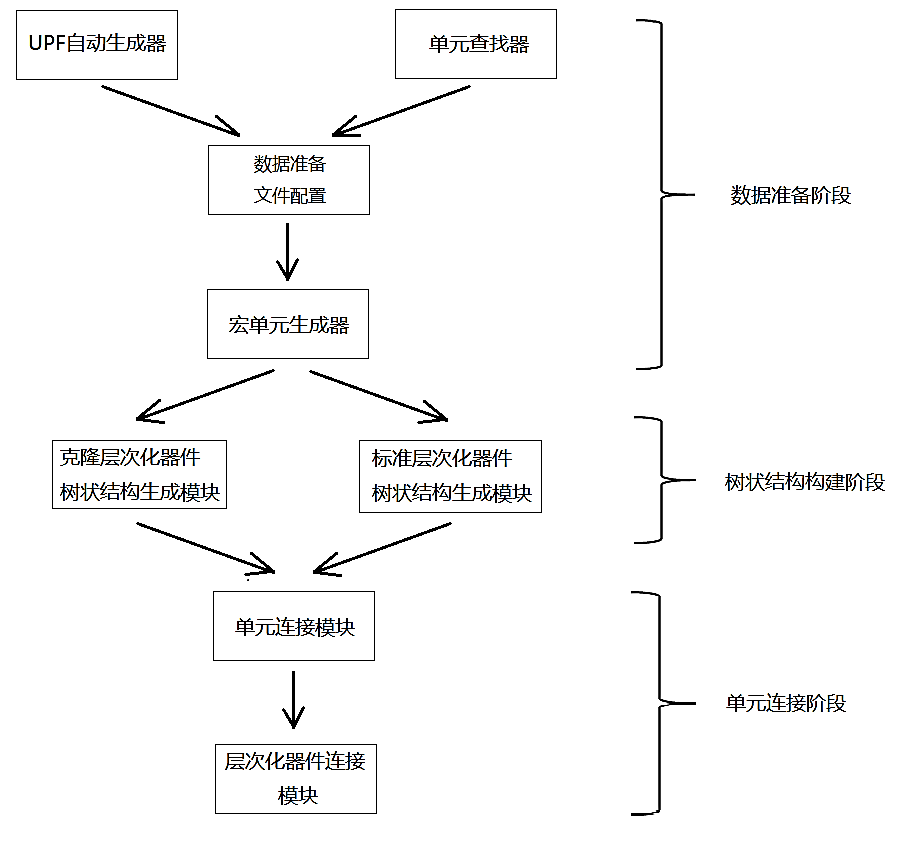 UPF自动生成器
单元查找器
数据准备
文件配置
数据准备阶段
宏单元生成器
克隆层次化器件
树状结构生成模块
标准层次化器件
树状结构生成模块
树状结构构建阶段
单元连接模块
单元连接阶段
层次化器件连接
模块